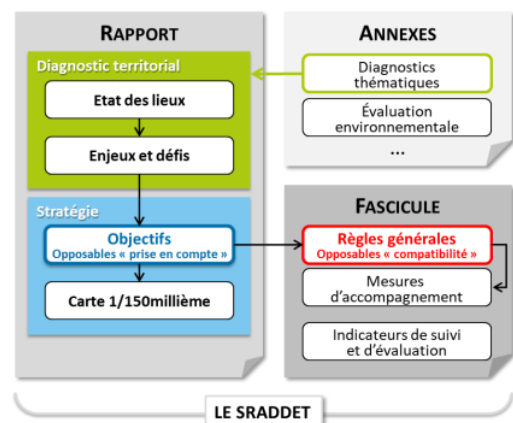 RAPPORT
Diagnostic territorial
Etat des lieux
Enjeux et défis
Stratégie
Objectifs
Opposables « prise en compte »
Carte 1/150millième
ANNEXES
Diagnostics
thématiques
Évaluation
environnementale
...
FASCICULE
Règles générales
Opposables « compatibilité »
Mesures
d'accompagnement
Indicateurs de suivi
et d'évaluation
LE SRADDET